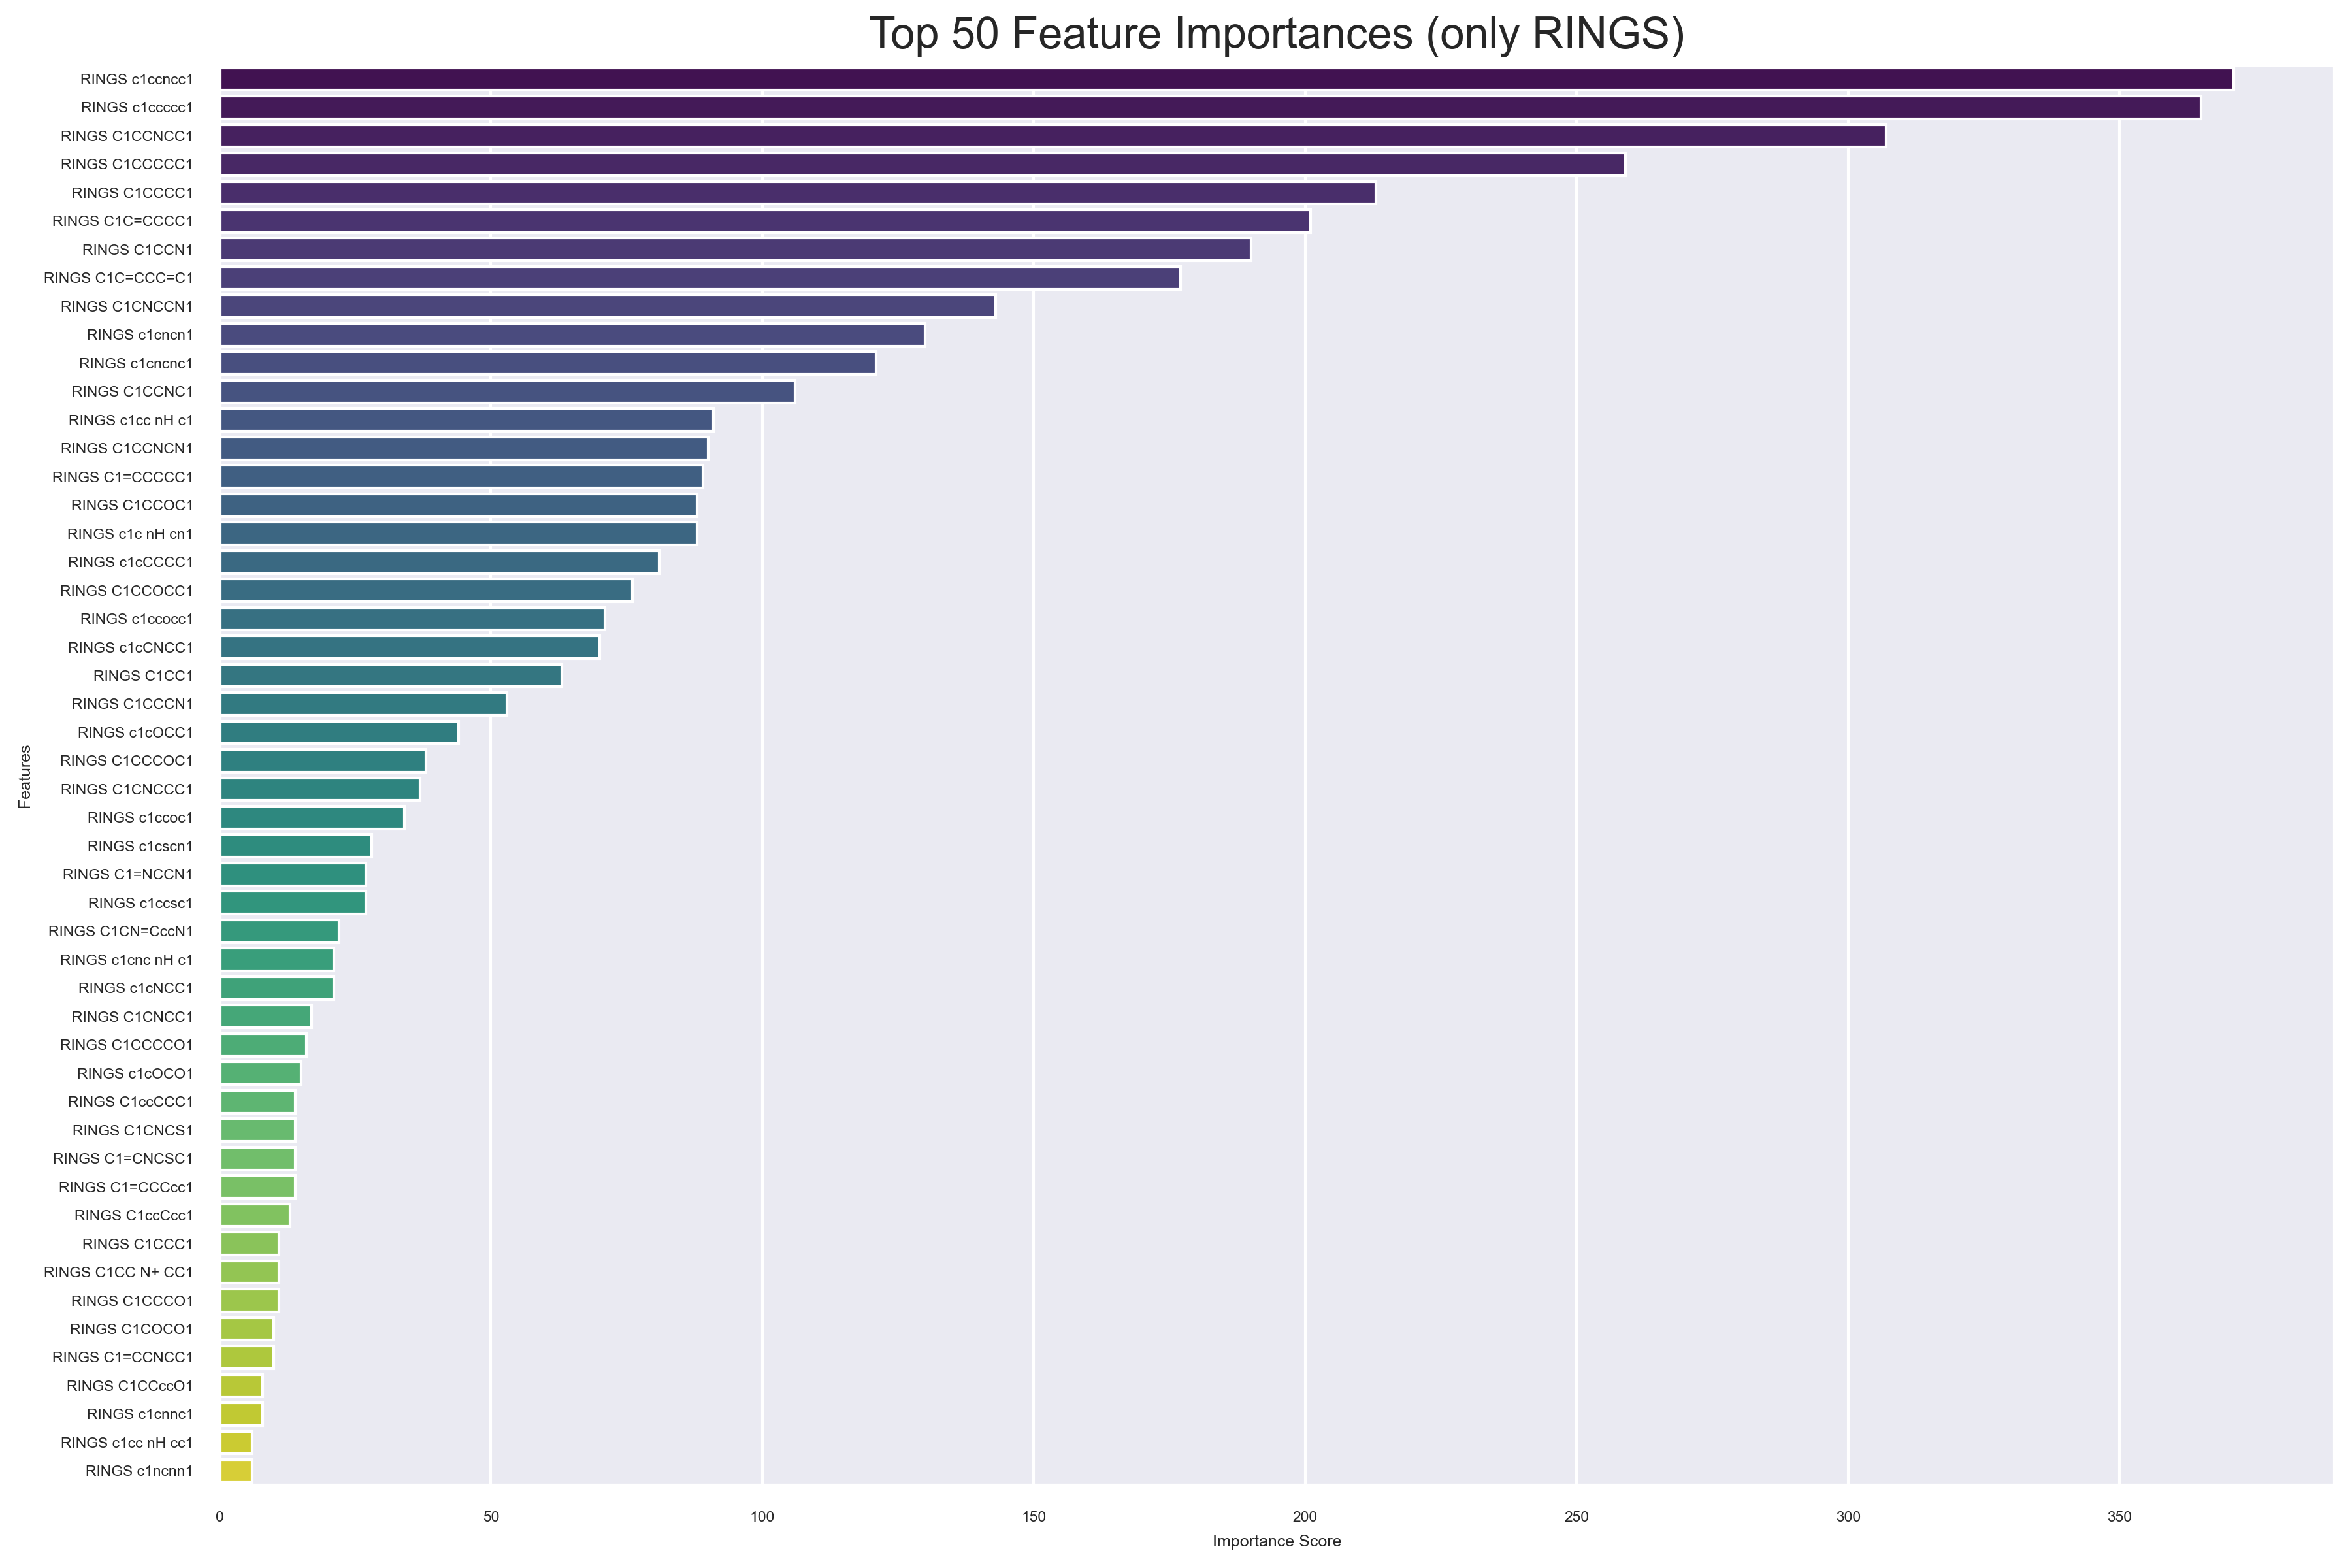 Top 50 Feature Importances (only RINGS)
RINGS c1ccncc1
RINGS c1ccccc1
RINGS C1CCNCC1
RINGS C1CCCCC1
RINGS C1CCCC1
RINGS C1C=CCCC1
RINGS C1CCN1
RINGS C1C=CCC=C1
RINGS C1CNCCN1
RINGS c1cncn1
RINGS c1cncnc1
RINGS C1CCNC1
RINGS c1cc nH c1
RINGS C1CCNCN1
RINGS C1=CCCCC1
RINGS C1CCOC1
RINGS c1c nH cn1
RINGS c1cCCCC1
RINGS C1CCOCC1
RINGS c1ccocc1
RINGS c1cCNCC1
RINGS C1CC1
RINGS C1CCCN1
RINGS c1cOCC1
RINGS C1CCCOC1
RINGS C1CNCCC1
RINGS c1ccoc1
RINGS c1cscn1
RINGS C1=NCCN1
RINGS c1ccsc1
RINGS C1CN=CccN1
RINGS c1cnc nH c1
RINGS c1cNCC1
RINGS C1CNCC1
RINGS C1CCCCO1
RINGS c1cOCO1
RINGS C1ccCCC1
RINGS C1CNCS1
RINGS C1=CNCSC1
RINGS C1=CCCcc1
RINGS C1ccCcc1
RINGS C1CCC1
RINGS C1CC N+ CC1
RINGS C1CCCO1
RINGS C1COCO1
RINGS C1=CCNCC1
RINGS C1CCccO1
RINGS c1cnnc1
RINGS c1cc nH cc1
RINGS c1ncnn1
Features
0 50 100 150 200 250 300 350
Importance Score